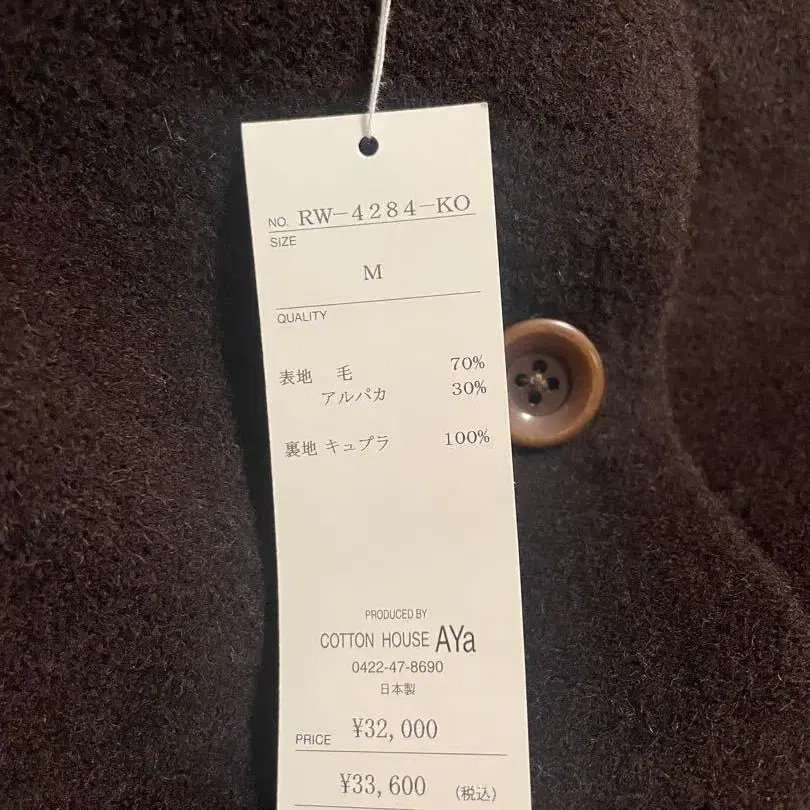 NO. RW-4284-KO
SIZE
M
QUALITY
表地 毛 70%
アルパカ 30%
裏地 キュプラ 100%
PRODUCED BY
COTTON HOUSE AYa
0422-47-8690
日本製
PRICE ¥32,000
¥33,600 (税込)